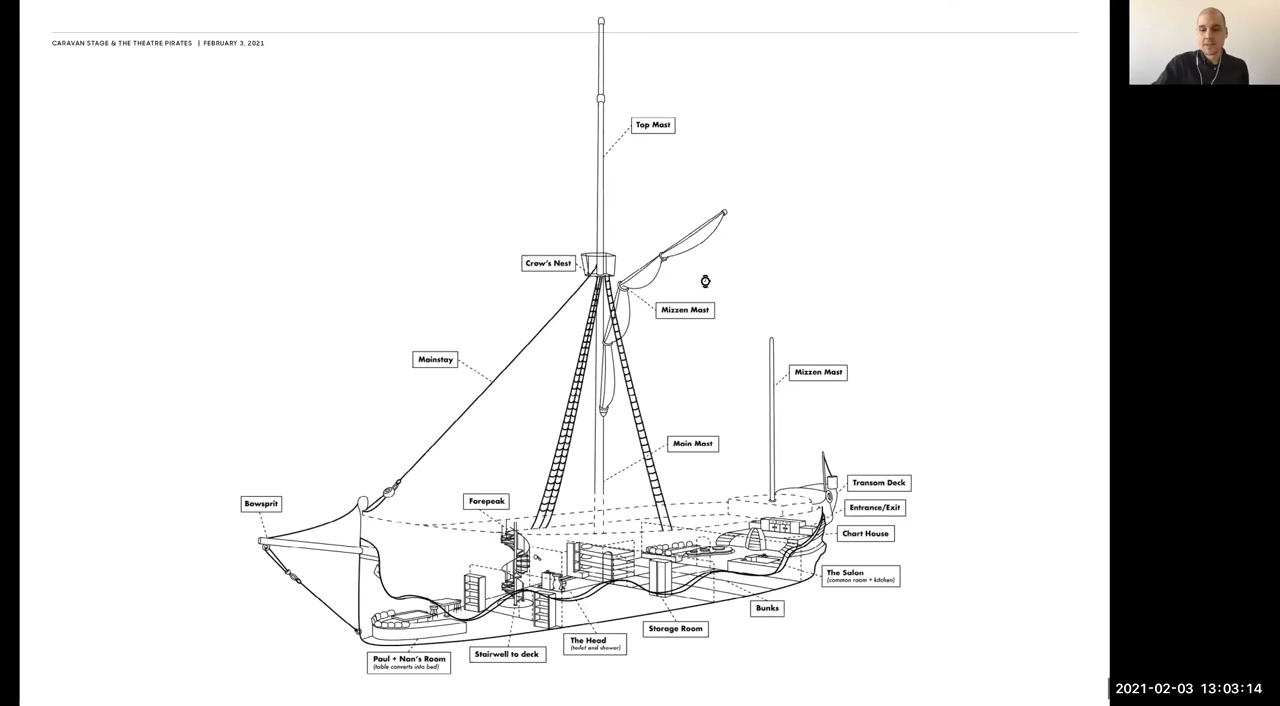 CARAVAN STAGE & THE THEATRE PIRATES | FEBRUARY 3, 2021
Top Mast
Crow's Nest
Mizzen Mast
Mainstay
Mizzen Mast
Main Mast
Transom Deck
Bowsprit
Forepeak
Entrance/Exit
Chart House
The Salon
(common room + kitchen)
Bunks
Storage Room
The Head
(toilet and shower)
Stairwell to deck
Paul + Nan's Room
(table converts into bed)
2021-02-03 13:03:14